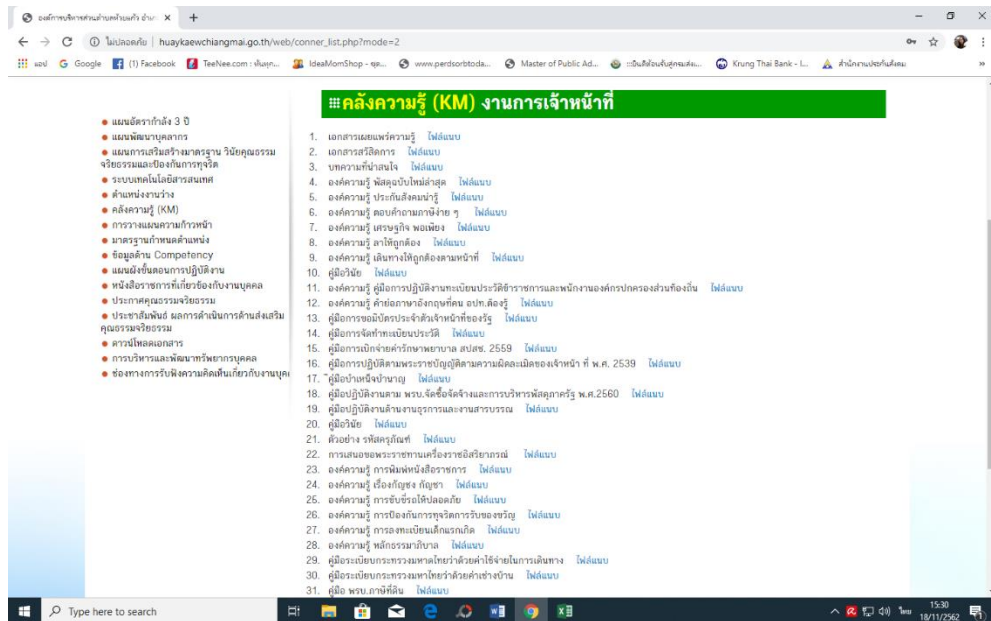 องค์การบริหารส่วนตำบลห้วยแก้ว อำเภ
ไม่ปลอดภัย | huaykaewchiangmai.go.th/web/conner_list.php?mode=2
แอป
Google
(1) Facebook
TeeNee.com : ทันทุก...
IdeaMomShop - ชุด...
www.perdsorbtoda...
Master of Public Ad...
:::ยินดีต้อนรับสู่กรมส่ง...
Krung Thai Bank - I...
สำนักงานประกันสังคม
คลังความรู้ (KM) งานการเจ้าหน้าที่
แผนอัตรากำลัง 3 ปี
แผนพัฒนาบุคลากร
แผนการเสริมสร้างมาตรฐาน วินัยคุณธรรม
จริยธรรมและป้องกันการทุจริต
ระบบเทคโนโลยีสารสนเทศ
ตำแหน่งงานว่าง
คลังความรู้ (KM)
การวางแผนความก้าวหน้า
มาตรฐานกำหนดตำแหน่ง
ข้อมูลด้าน Competency
แผนผังขั้นตอนการปฏิบัติงาน
หนังสือราชการที่เกี่ยวข้องกับงานบุคคล
ประกาศคุณธรรมจริยธรรม
ประชาสัมพันธ์ ผลการดำเนินการด้านส่งเสริม
คุณธรรมจริยธรรม
ดาวน์โหลดเอกสาร
การบริหารและพัฒนาทรัพยากรบุคคล
ช่องทางการรับฟังความคิดเห็นเกี่ยวกับงานบุค
1. เอกสารเผยแพร่ความรู้ ไฟล์แนบ
2. เอกสารสวัสดิการ ไฟล์แนบ
3. บทความที่น่าสนใจ ไฟล์แนบ
4. องค์ความรู้ พัสดุฉบับใหม่ล่าสุด ไฟล์แนบ
5. องค์ความรู้ ประกันสังคมน่ารู้ ไฟล์แนบ
6. องค์ความรู้ ตอบคำถามภาษีง่าย ๆ ไฟล์แนบ
7. องค์ความรู้ เศรษฐกิจ พอเพียง ไฟล์แนบ
8. องค์ความรู้ ลาให้ถูกต้อง ไฟล์แนบ
9. องค์ความรู้ เดินทางให้ถูกต้องตามหน้าที่ ไฟล์แนบ
10. คู่มือวินัย ไฟล์แนบ
11. องค์ความรู้ คู่มือการปฏิบัติงานทะเบียนประวัติข้าราชการและพนักงานองค์กรปกครองส่วนท้องถิ่น ไฟล์แนบ
12. องค์ความรู้ คำย่อภาษาอังกฤษที่คน อปท.ต้องรู้ ไฟล์แนบ
13. คู่มือการขอมีบัตรประจำตัวเจ้าหน้าที่ของรัฐ ไฟล์แนบ
14. คู่มือการจัดทำทะเบียนประวัติ ไฟล์แนบ
15. คู่มือการเบิกจ่ายค่ารักษาพยาบาล สปสช. 2559 ไฟล์แนบ
16. คู่มือการปฏิบัติตามพระราชบัญญัติตามความผิดละเมิดของเจ้าหน้า ที่ พ.ศ. 2539 ไฟล์แนบ
17. ิคู่มือบำเหน็จบำนาญ ไฟล์แนบ
18. คู่มือปฏิบัติงานตาม พรบ.จัดซื้อจัดจ้างและการบริหารพัสดุภาครัฐ พ.ศ.2560 ไฟล์แนบ
19. คู่มือปฏิบัติงานด้านงานธุรการและงานสารบรรณ ไฟล์แนบ
20. คู่มือวินัย ไฟล์แนบ
21. ตัวอย่าง รหัสครุภัณฑ์ ไฟล์แนบ
22. การเสนอขอพระราชทานเครื่องราชอิสริยาภรณ์ ไฟล์แนบ
23. องค์ความรู้ การพิมพ์หนังสือราชการ ไฟล์แนบ
24. องค์ความรู้ เรื่องกัญชง กัญชา ไฟล์แนบ
25. องค์ความรู้ การขับขี่รถให้ปลอดภัย ไฟล์แนบ
26. องค์ความรู้ การป้องกันการทุจริตการรับของขวัญ ไฟล์แนบ
27. องค์ความรู้ การลงทะเบียนเด็กแรกเกิด ไฟล์แนบ
28. องค์ความรู้ หลักธรรมาภิบาล ไฟล์แนบ
29. คู่มือระเบียบกระทรวงมหาดไทยว่าด้วยค่าใช้จ่ายในการเดินทาง ไฟล์แนบ
30. คู่มือระเบียบกระทรวงมหาไทยว่าด้วยค่าเช่าบ้าน ไฟล์แนบ
31. คู่มือ พรบ.ภาษีที่ดิน ไฟล์แนบ
Type here to search
ไทย
15:30
18/11/2562